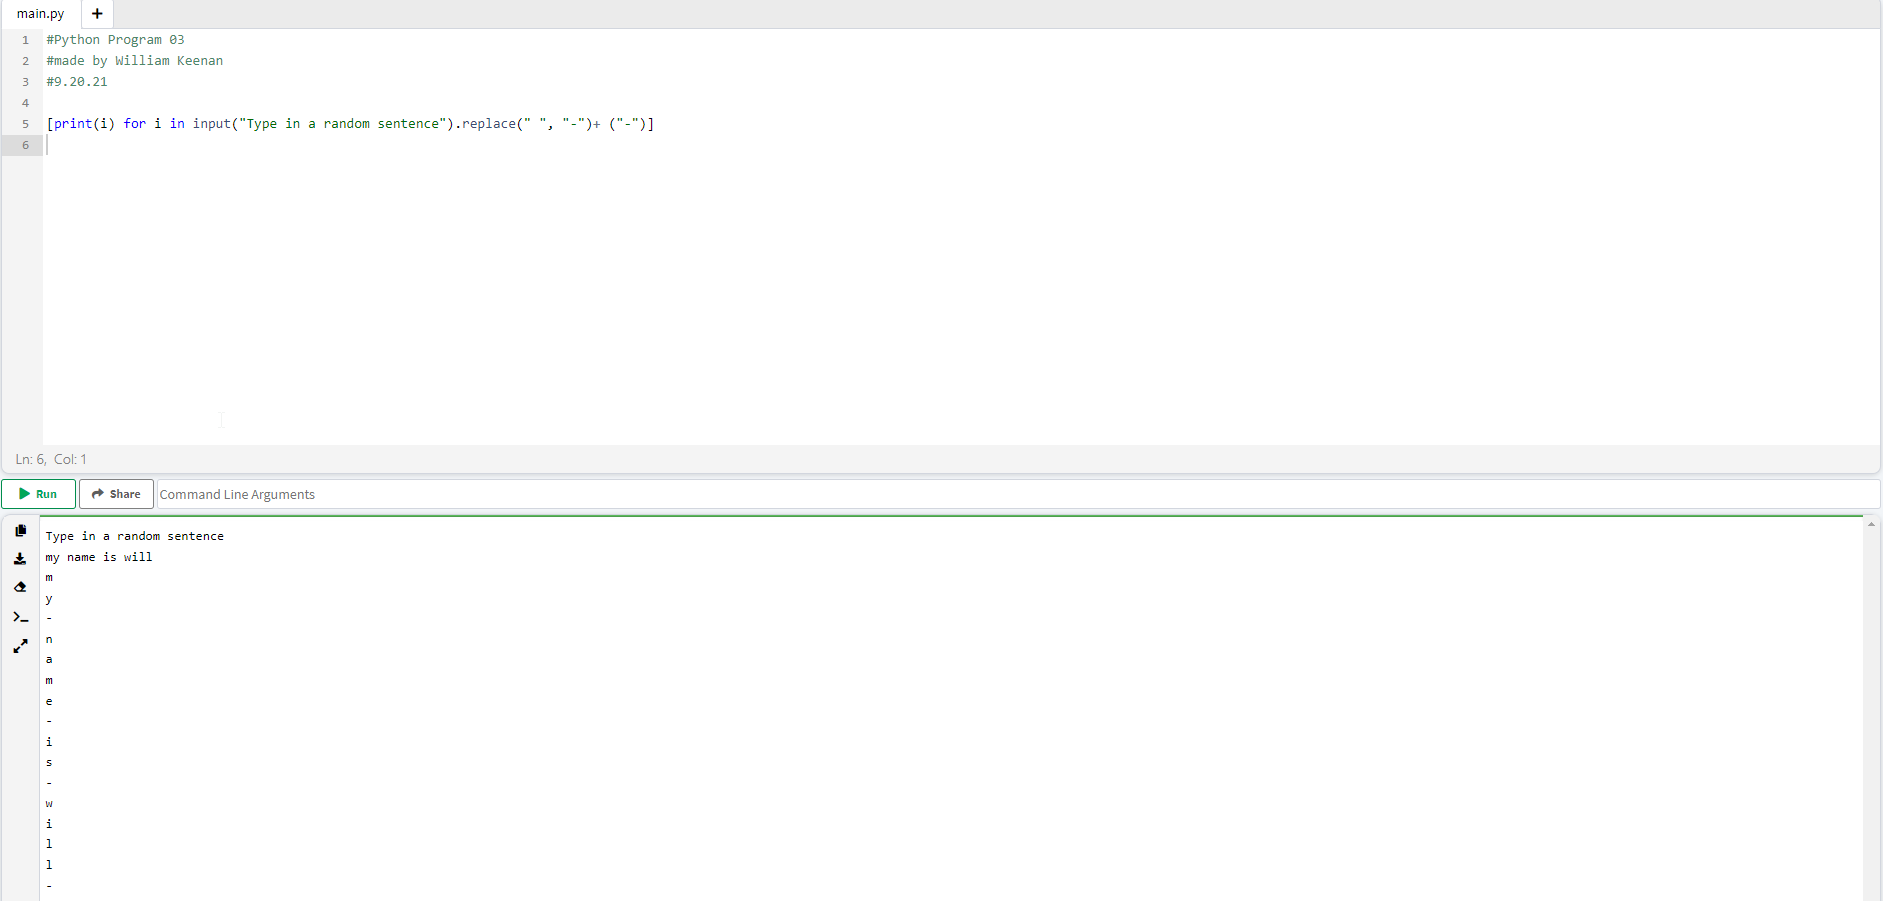 main.py +
1 #Python Program 03
2 #made by William Keenan
3 #9.20.21
4
5 [print(i) for i in input("Type in a random sentence").replace(" ", "-")+ ("-")]
6
Ln: 6, Col: 1
Run Share Command Line Arguments
Type in a random sentence
my name is will
m
y
-
n
a
m
e
-
i
s
-
w
i
l
l
-